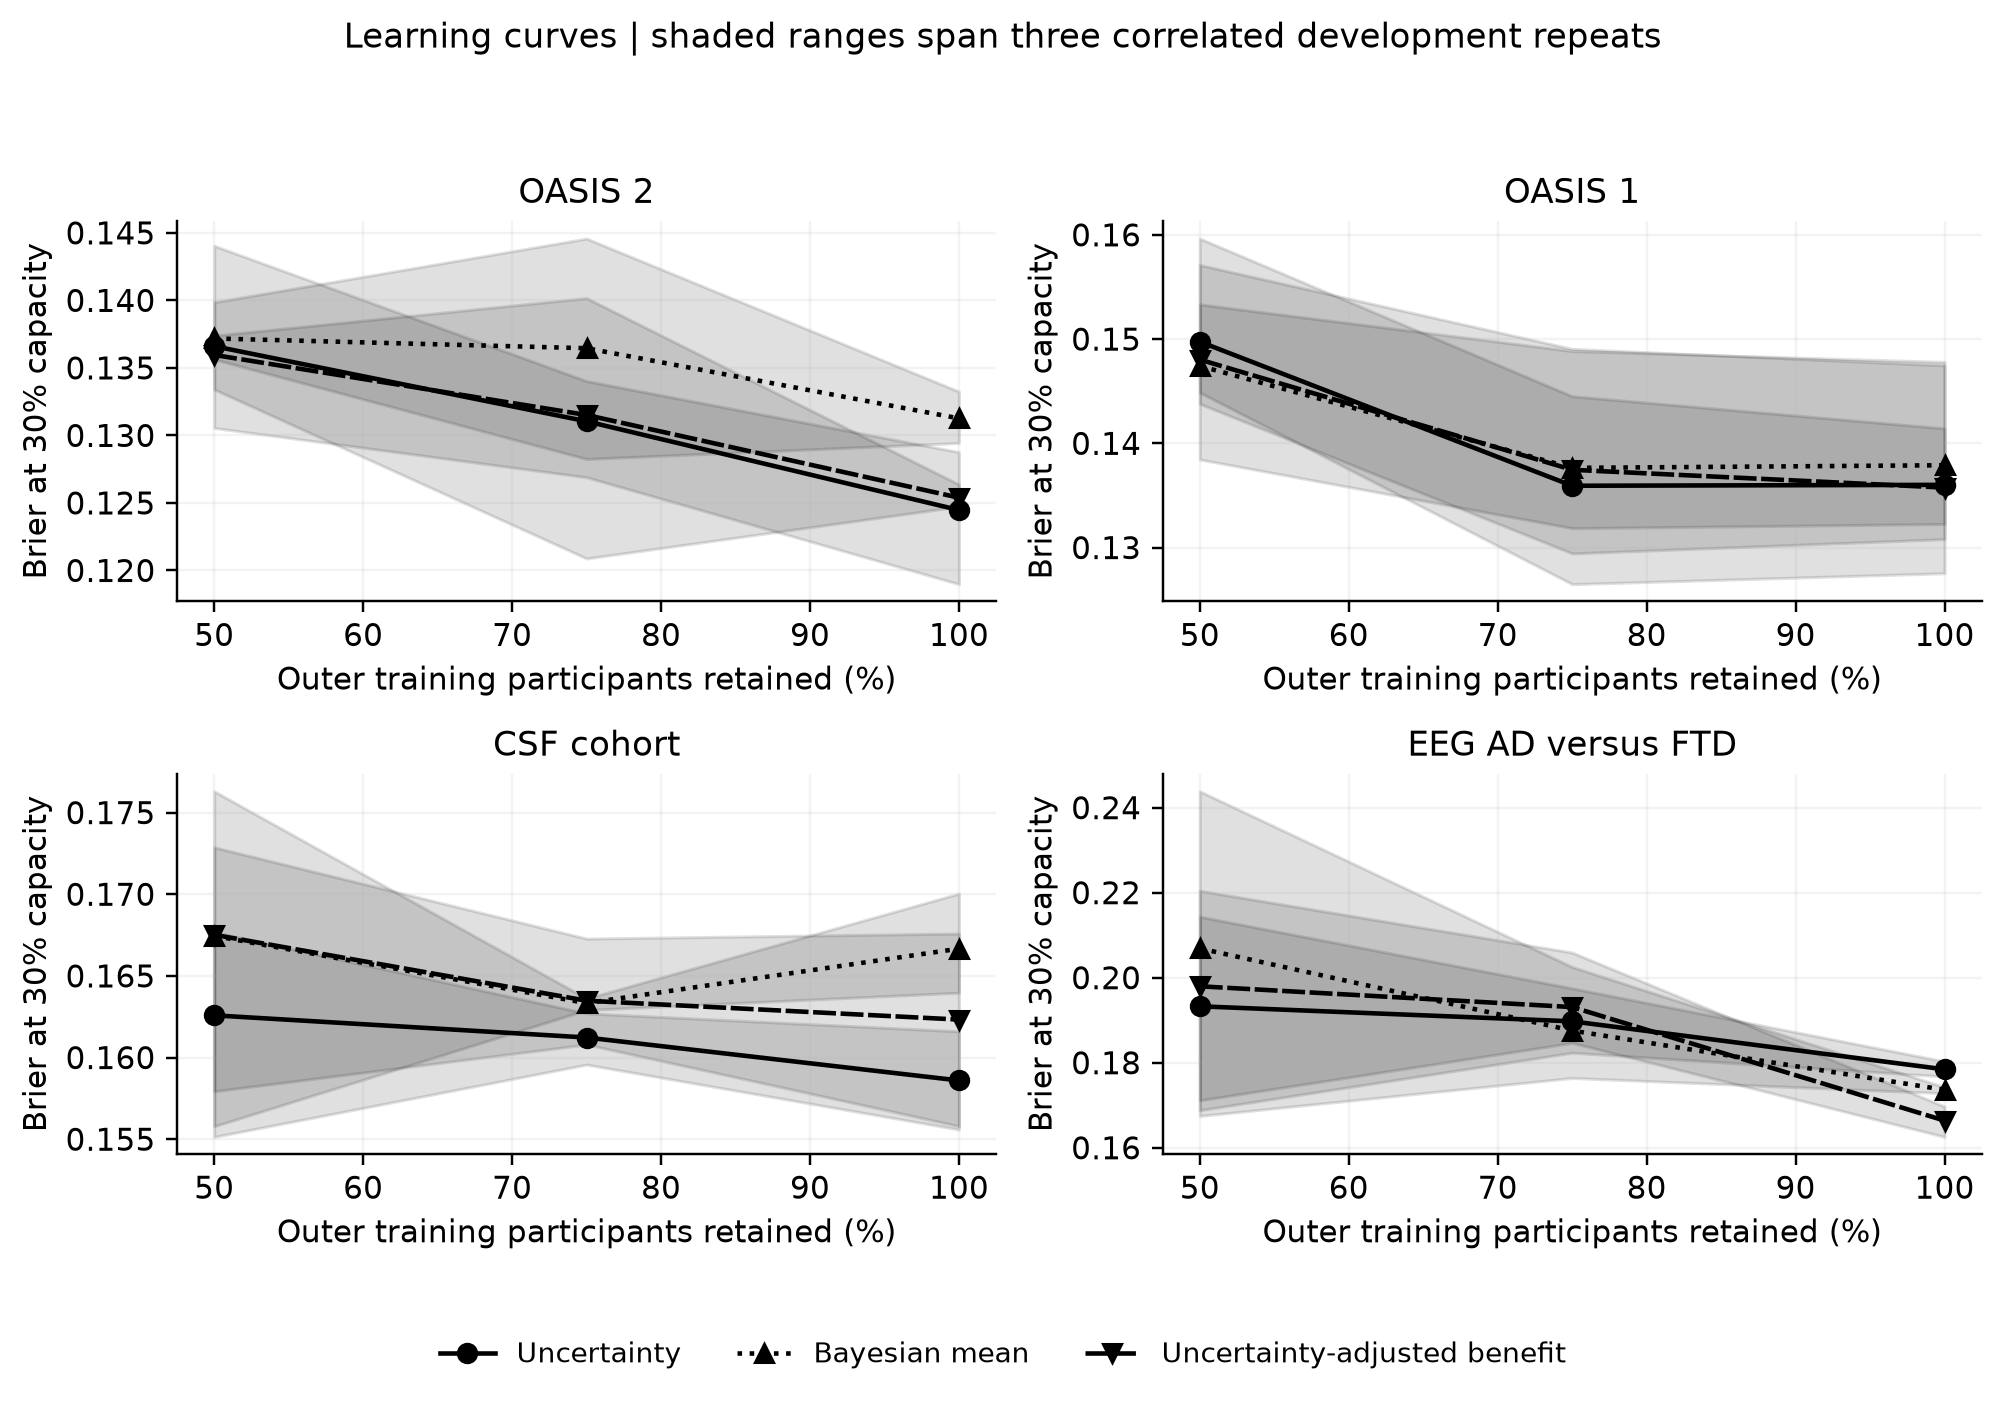 Learning curves | shaded ranges span three correlated development repeats
OASIS 2
Brier at 30% capacity
0.145
0.140
0.135
0.130
0.125
0.120
50 60 70 80 90 100
Outer training participants retained (%)
OASIS 1
Brier at 30% capacity
0.16
0.15
0.14
0.13
50 60 70 80 90 100
Outer training participants retained (%)
CSF cohort
Brier at 30% capacity
0.175
0.170
0.165
0.160
0.155
50 60 70 80 90 100
Outer training participants retained (%)
EEG AD versus FTD
Brier at 30% capacity
0.24
0.22
0.20
0.18
0.16
50 60 70 80 90 100
Outer training participants retained (%)
Uncertainty Bayesian mean Uncertainty-adjusted benefit